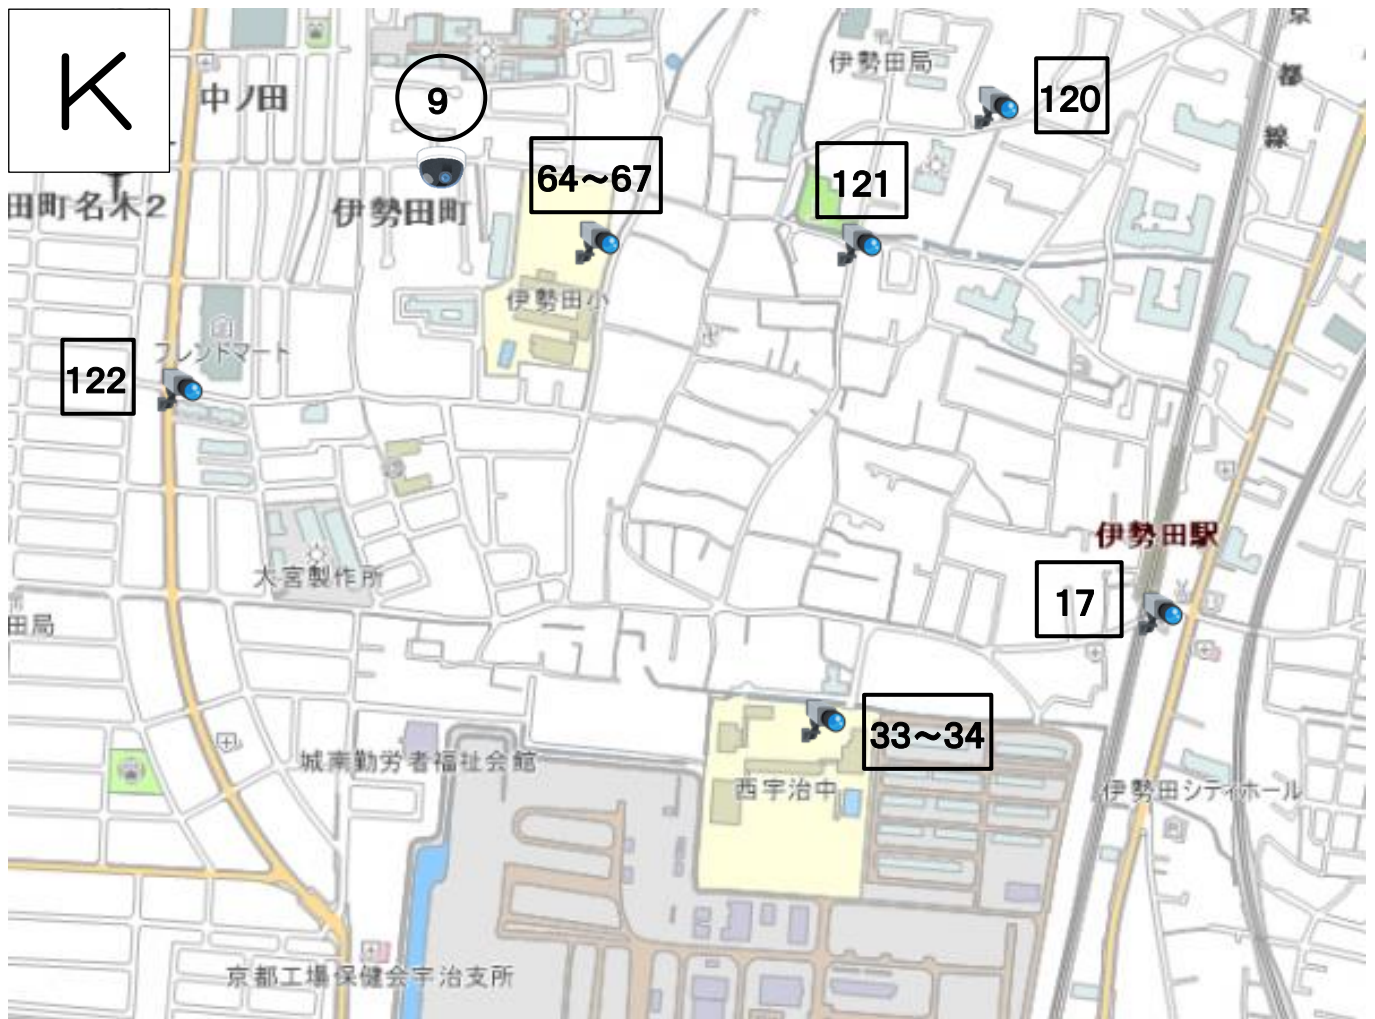 K
京
都
線
伊勢田局
120
中ノ田
9
64～67
121
田町名木2
伊勢田町
伊勢田小
フレンドマート
122
伊勢田駅
大宮製作所
17
田局
33～34
城南勤労者福祉会館
西宇治中
伊勢田シティホール
京都工場保健会宇治支所